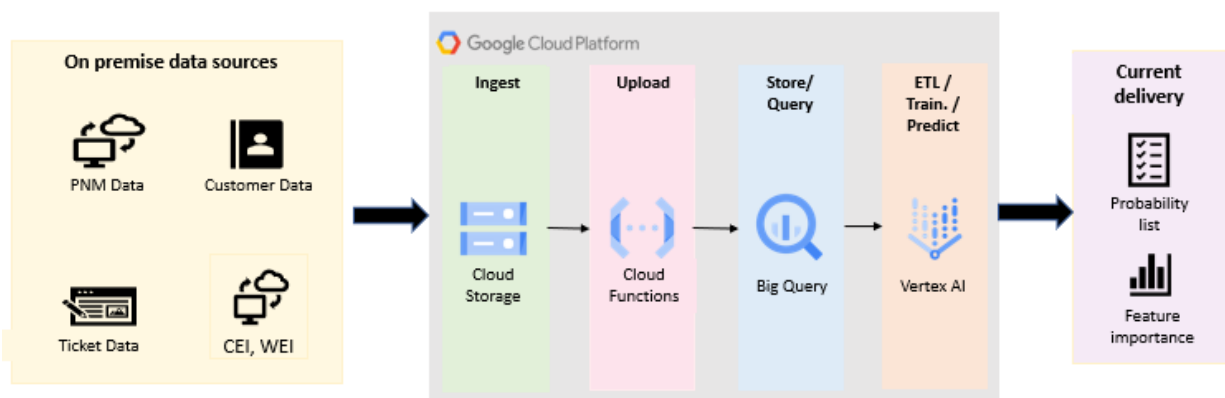 On premise data sources
PNM Data
Customer Data
Ticket Data
CEI, WEI
Google Cloud Platform
Ingest
Cloud
Storage
Upload
Cloud
Functions
Store/
Query
Big Query
ETL /
Train. /
Predict
Vertex AI
Current
delivery
Probability
list
Feature
importance